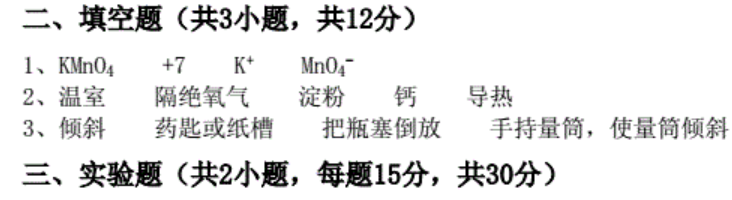 二、填空题（共3小题，共12分）
1、KMnO₄ +7 K⁺ MnO₄⁻
2、温室 隔绝氧气 淀粉 钙 导热
3、倾斜 药匙或纸槽 把瓶塞倒放 手持量筒，使量筒倾斜
三、实验题（共2小题，每题15分，共30分）